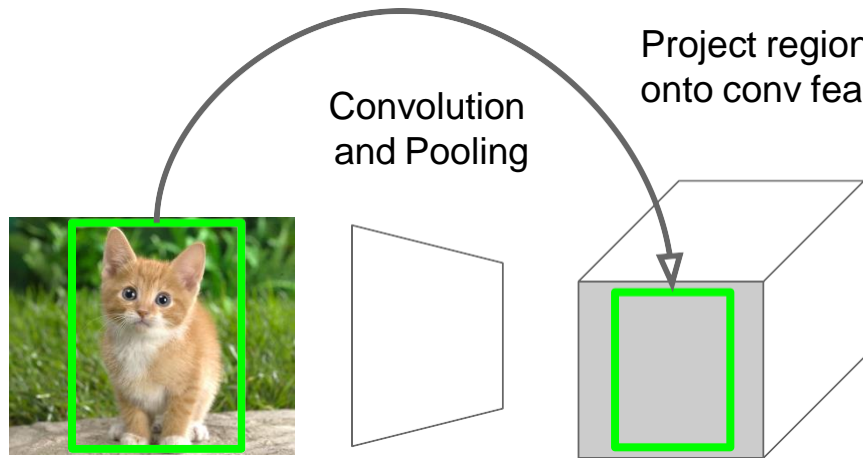 Convolution
and Pooling
Project region
onto conv fea